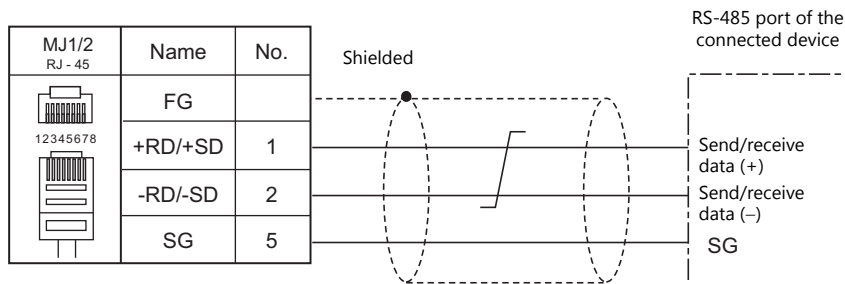 RS-485 port of the
connected device
MJ1/2
RJ - 45
Name
No.
Shielded
FG
12345678
+RD/+SD
1
Send/receive
data (+)
-RD/-SD
2
Send/receive
data (−)
SG
5
SG